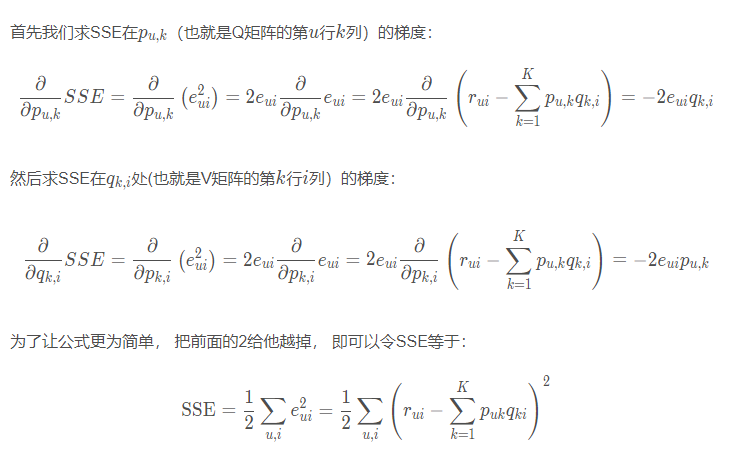 首先我们求SSE在$p_{u,k}$（也就是Q矩阵的第$u$行$k$列）的梯度：
$\frac{\partial}{\partial p_{u,k}} SSE = \frac{\partial}{\partial p_{u,k}} \left( e_{ui}^{2} \right) = 2e_{ui} \frac{\partial}{\partial p_{u,k}} e_{ui} = 2e_{ui} \frac{\partial}{\partial p_{u,k}} \left( r_{ui} - \sum_{k=1}^{K} p_{u,k} q_{k,i} \right) = -2e_{ui} q_{k,i}$
然后求SSE在$q_{k,i}$处(也就是V矩阵的第$k$行$i$列）的梯度：
$\frac{\partial}{\partial q_{k,i}} SSE = \frac{\partial}{\partial p_{k,i}} \left( e_{ui}^{2} \right) = 2e_{ui} \frac{\partial}{\partial p_{k,i}} e_{ui} = 2e_{ui} \frac{\partial}{\partial p_{k,i}} \left( r_{ui} - \sum_{k=1}^{K} p_{u,k} q_{k,i} \right) = -2e_{ui} p_{u,k}$
为了让公式更为简单， 把前面的2给他越掉， 即可以令SSE等于：
$\mathrm{SSE} = \frac{1}{2} \sum_{u,i} e_{ui}^{2} = \frac{1}{2} \sum_{u,i} \left( r_{ui} - \sum_{k=1}^{K} p_{uk} q_{ki} \right)^{2}$